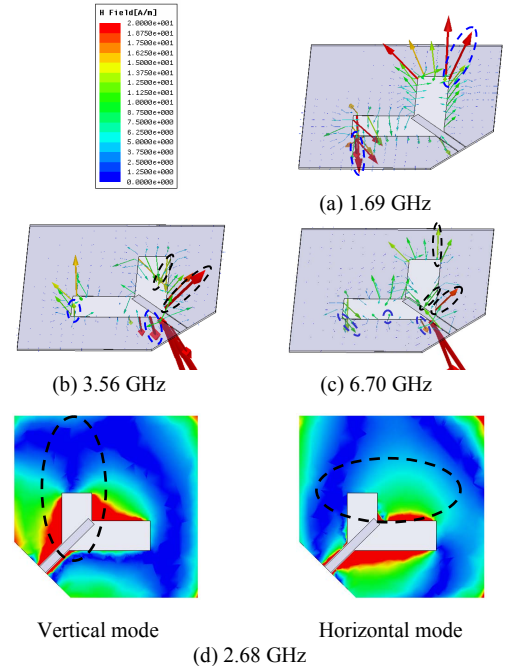 H Field[A/m]
2.0000e+001
1.8750e+001
1.6250e+001
1.5000e+001
1.3750e+001
1.2500e+001
1.1250e+001
1.0000e+001
8.7500e+000
7.5000e+000
6.2500e+000
5.0000e+000
3.7500e+000
2.5000e+000
1.2500e+000
0.0000e+000
(a) 1.69 GHz
(b) 3.56 GHz
(c) 6.70 GHz
Vertical mode
Horizontal mode
(d) 2.68 GHz